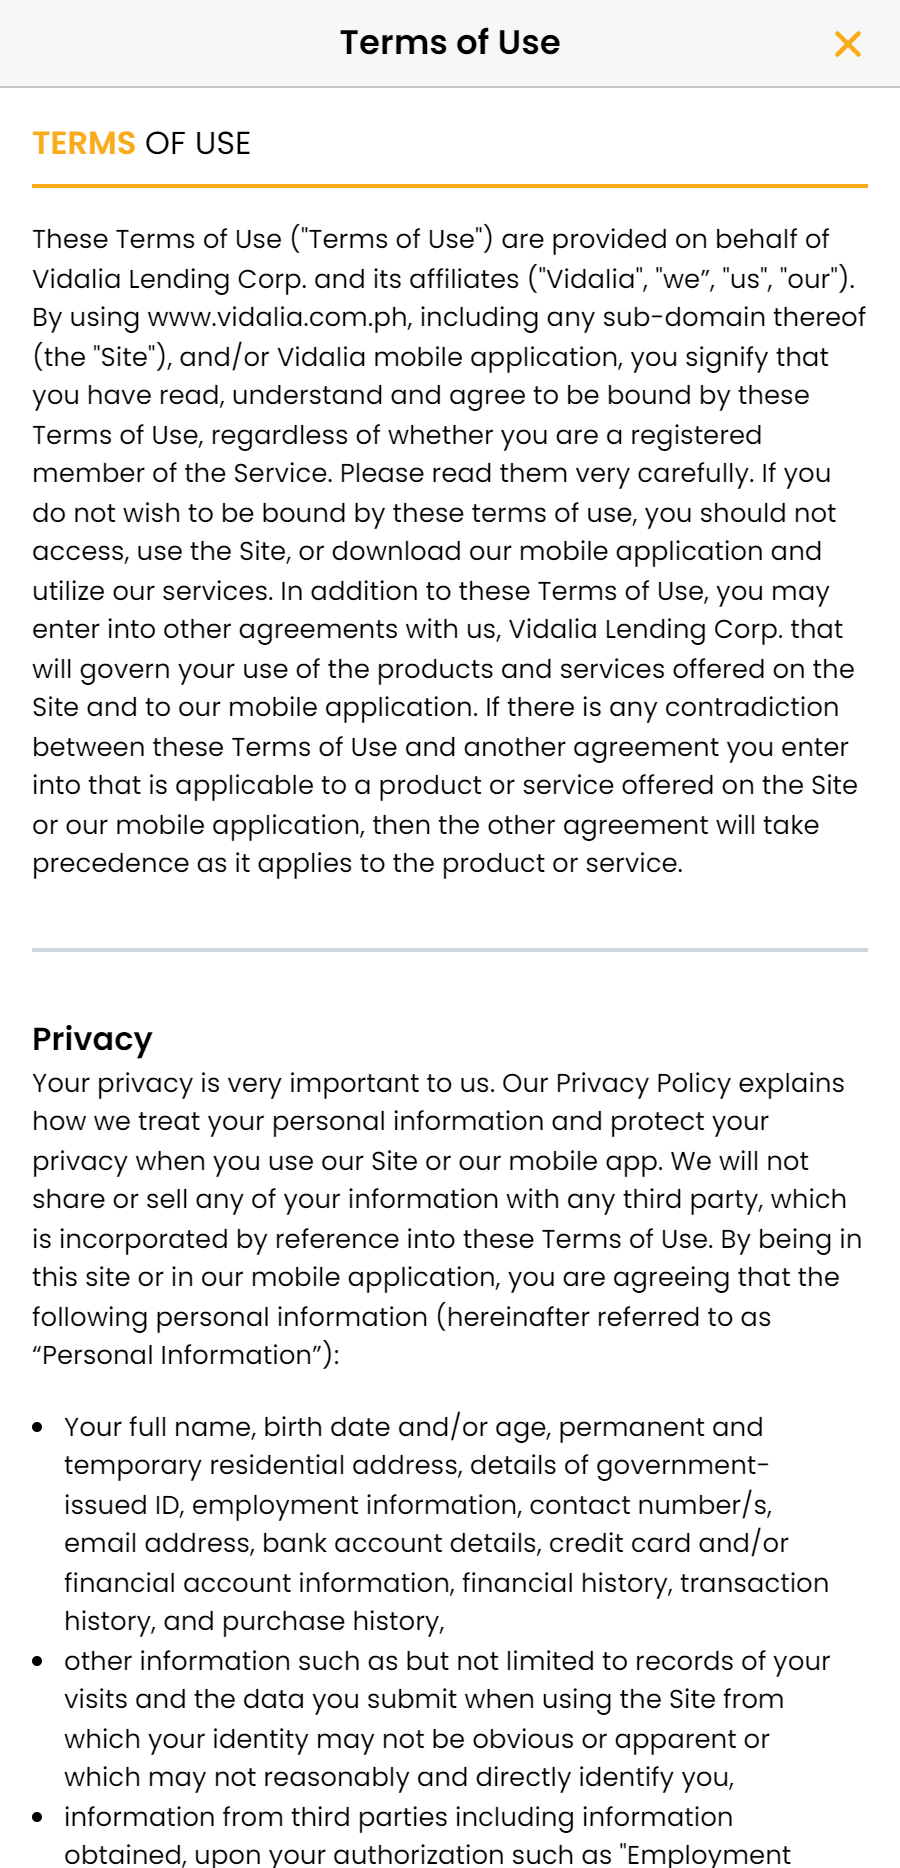 Terms of Use
TERMS OF USE
These Terms of Use ("Terms of Use") are provided on behalf of
Vidalia Lending Corp. and its affiliates ("Vidalia", "we”, "us", "our").
By using www.vidalia.com.ph, including any sub-domain thereof
(the "Site"), and/or Vidalia mobile application, you signify that
you have read, understand and agree to be bound by these
Terms of Use, regardless of whether you are a registered
member of the Service. Please read them very carefully. If you
do not wish to be bound by these terms of use, you should not
access, use the Site, or download our mobile application and
utilize our services. In addition to these Terms of Use, you may
enter into other agreements with us, Vidalia Lending Corp. that
will govern your use of the products and services offered on the
Site and to our mobile application. If there is any contradiction
between these Terms of Use and another agreement you enter
into that is applicable to a product or service offered on the Site
or our mobile application, then the other agreement will take
precedence as it applies to the product or service.
Privacy
Your privacy is very important to us. Our Privacy Policy explains
how we treat your personal information and protect your
privacy when you use our Site or our mobile app. We will not
share or sell any of your information with any third party, which
is incorporated by reference into these Terms of Use. By being in
this site or in our mobile application, you are agreeing that the
following personal information (hereinafter referred to as
“Personal Information”):
• Your full name, birth date and/or age, permanent and
temporary residential address, details of government-
issued ID, employment information, contact number/s,
email address, bank account details, credit card and/or
financial account information, financial history, transaction
history, and purchase history,
• other information such as but not limited to records of your
visits and the data you submit when using the Site from
which your identity may not be obvious or apparent or
which may not reasonably and directly identify you,
• information from third parties including information
obtained, upon your authorization such as "Employment